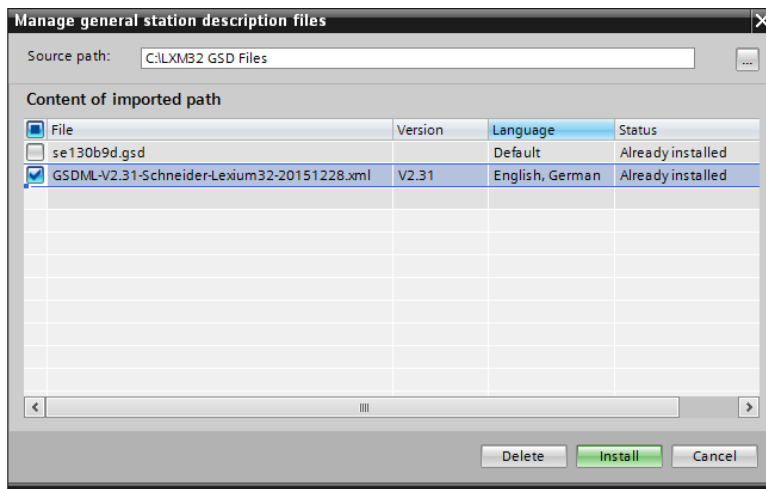 Manage general station description files
Source path: C:\LXM32 GSD Files ...
Content of imported path
File Version Language Status
se130b9d.gsd Default Already installed
GSDML-V2.31-Schneider-Lexium32-20151228.xml V2.31 English, German Already installed
Delete Install Cancel